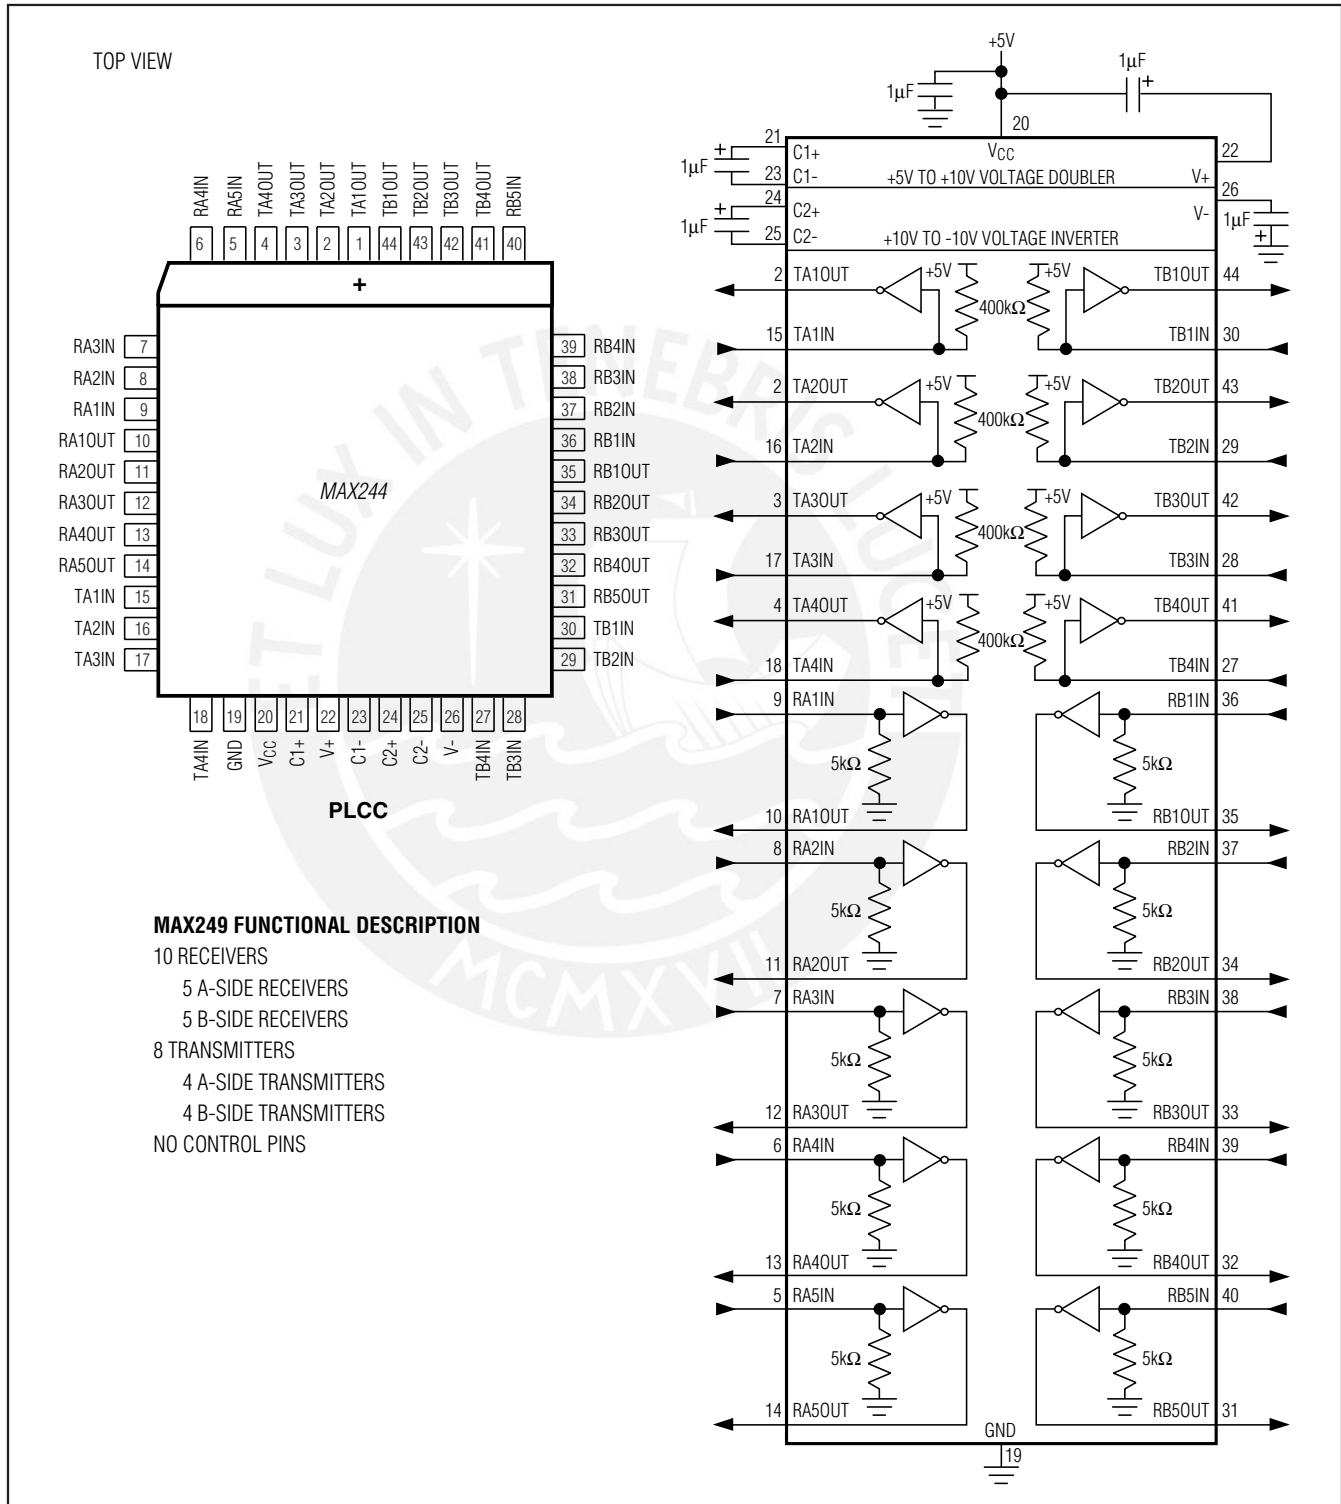 TOP VIEW
RA4IN
RA5IN
TA4OUT
TA3OUT
TA2OUT
TA1OUT
TB1OUT
TB2OUT
TB3OUT
TB4OUT
RB5IN
6 5 4 3 2 1 44 43 42 41 40
+
RA3IN 7
RA2IN 8
RA1IN 9
RA1OUT 10
RA2OUT 11
RA3OUT 12
RA4OUT 13
RA5OUT 14
TA1IN 15
TA2IN 16
TA3IN 17
MAX244
39 RB4IN
38 RB3IN
37 RB2IN
36 RB1IN
35 RB1OUT
34 RB2OUT
33 RB3OUT
32 RB4OUT
31 RB5OUT
30 TB1IN
29 TB2IN
18 19 20 21 22 23 24 25 26 27 28
TA4IN
GND
VCC
C1+
V+
C1-
C2+
C2-
V-
TB4IN
TB3IN
PLCC
MAX249 FUNCTIONAL DESCRIPTION
10 RECEIVERS
5 A-SIDE RECEIVERS
5 B-SIDE RECEIVERS
8 TRANSMITTERS
4 A-SIDE TRANSMITTERS
4 B-SIDE TRANSMITTERS
NO CONTROL PINS
+5V
1µF
1µF
+
20
21
C1+
VCC
22
+
1µF
23
C1-
+5V TO +10V VOLTAGE DOUBLER
V+
24
C2+
26
V-
+
1µF
25
C2-
+10V TO -10V VOLTAGE INVERTER
1µF
+
2 TA1OUT +5V +5V TB1OUT 44
400kΩ
15 TA1IN TB1IN 30
2 TA2OUT +5V +5V TB2OUT 43
400kΩ
16 TA2IN TB2IN 29
3 TA3OUT +5V +5V TB3OUT 42
400kΩ
17 TA3IN TB3IN 28
4 TA4OUT +5V +5V TB4OUT 41
400kΩ
18 TA4IN TB4IN 27
9 RA1IN RB1IN 36
5kΩ 5kΩ
10 RA1OUT RB1OUT 35
8 RA2IN RB2IN 37
5kΩ 5kΩ
11 RA2OUT RB2OUT 34
7 RA3IN RB3IN 38
5kΩ 5kΩ
12 RA3OUT RB3OUT 33
6 RA4IN RB4IN 39
5kΩ 5kΩ
13 RA4OUT RB4OUT 32
5 RA5IN RB5IN 40
5kΩ 5kΩ
14 RA5OUT RB5OUT 31
GND
19
ET LUX IN TENEBRIS LUCET
MCMXVII